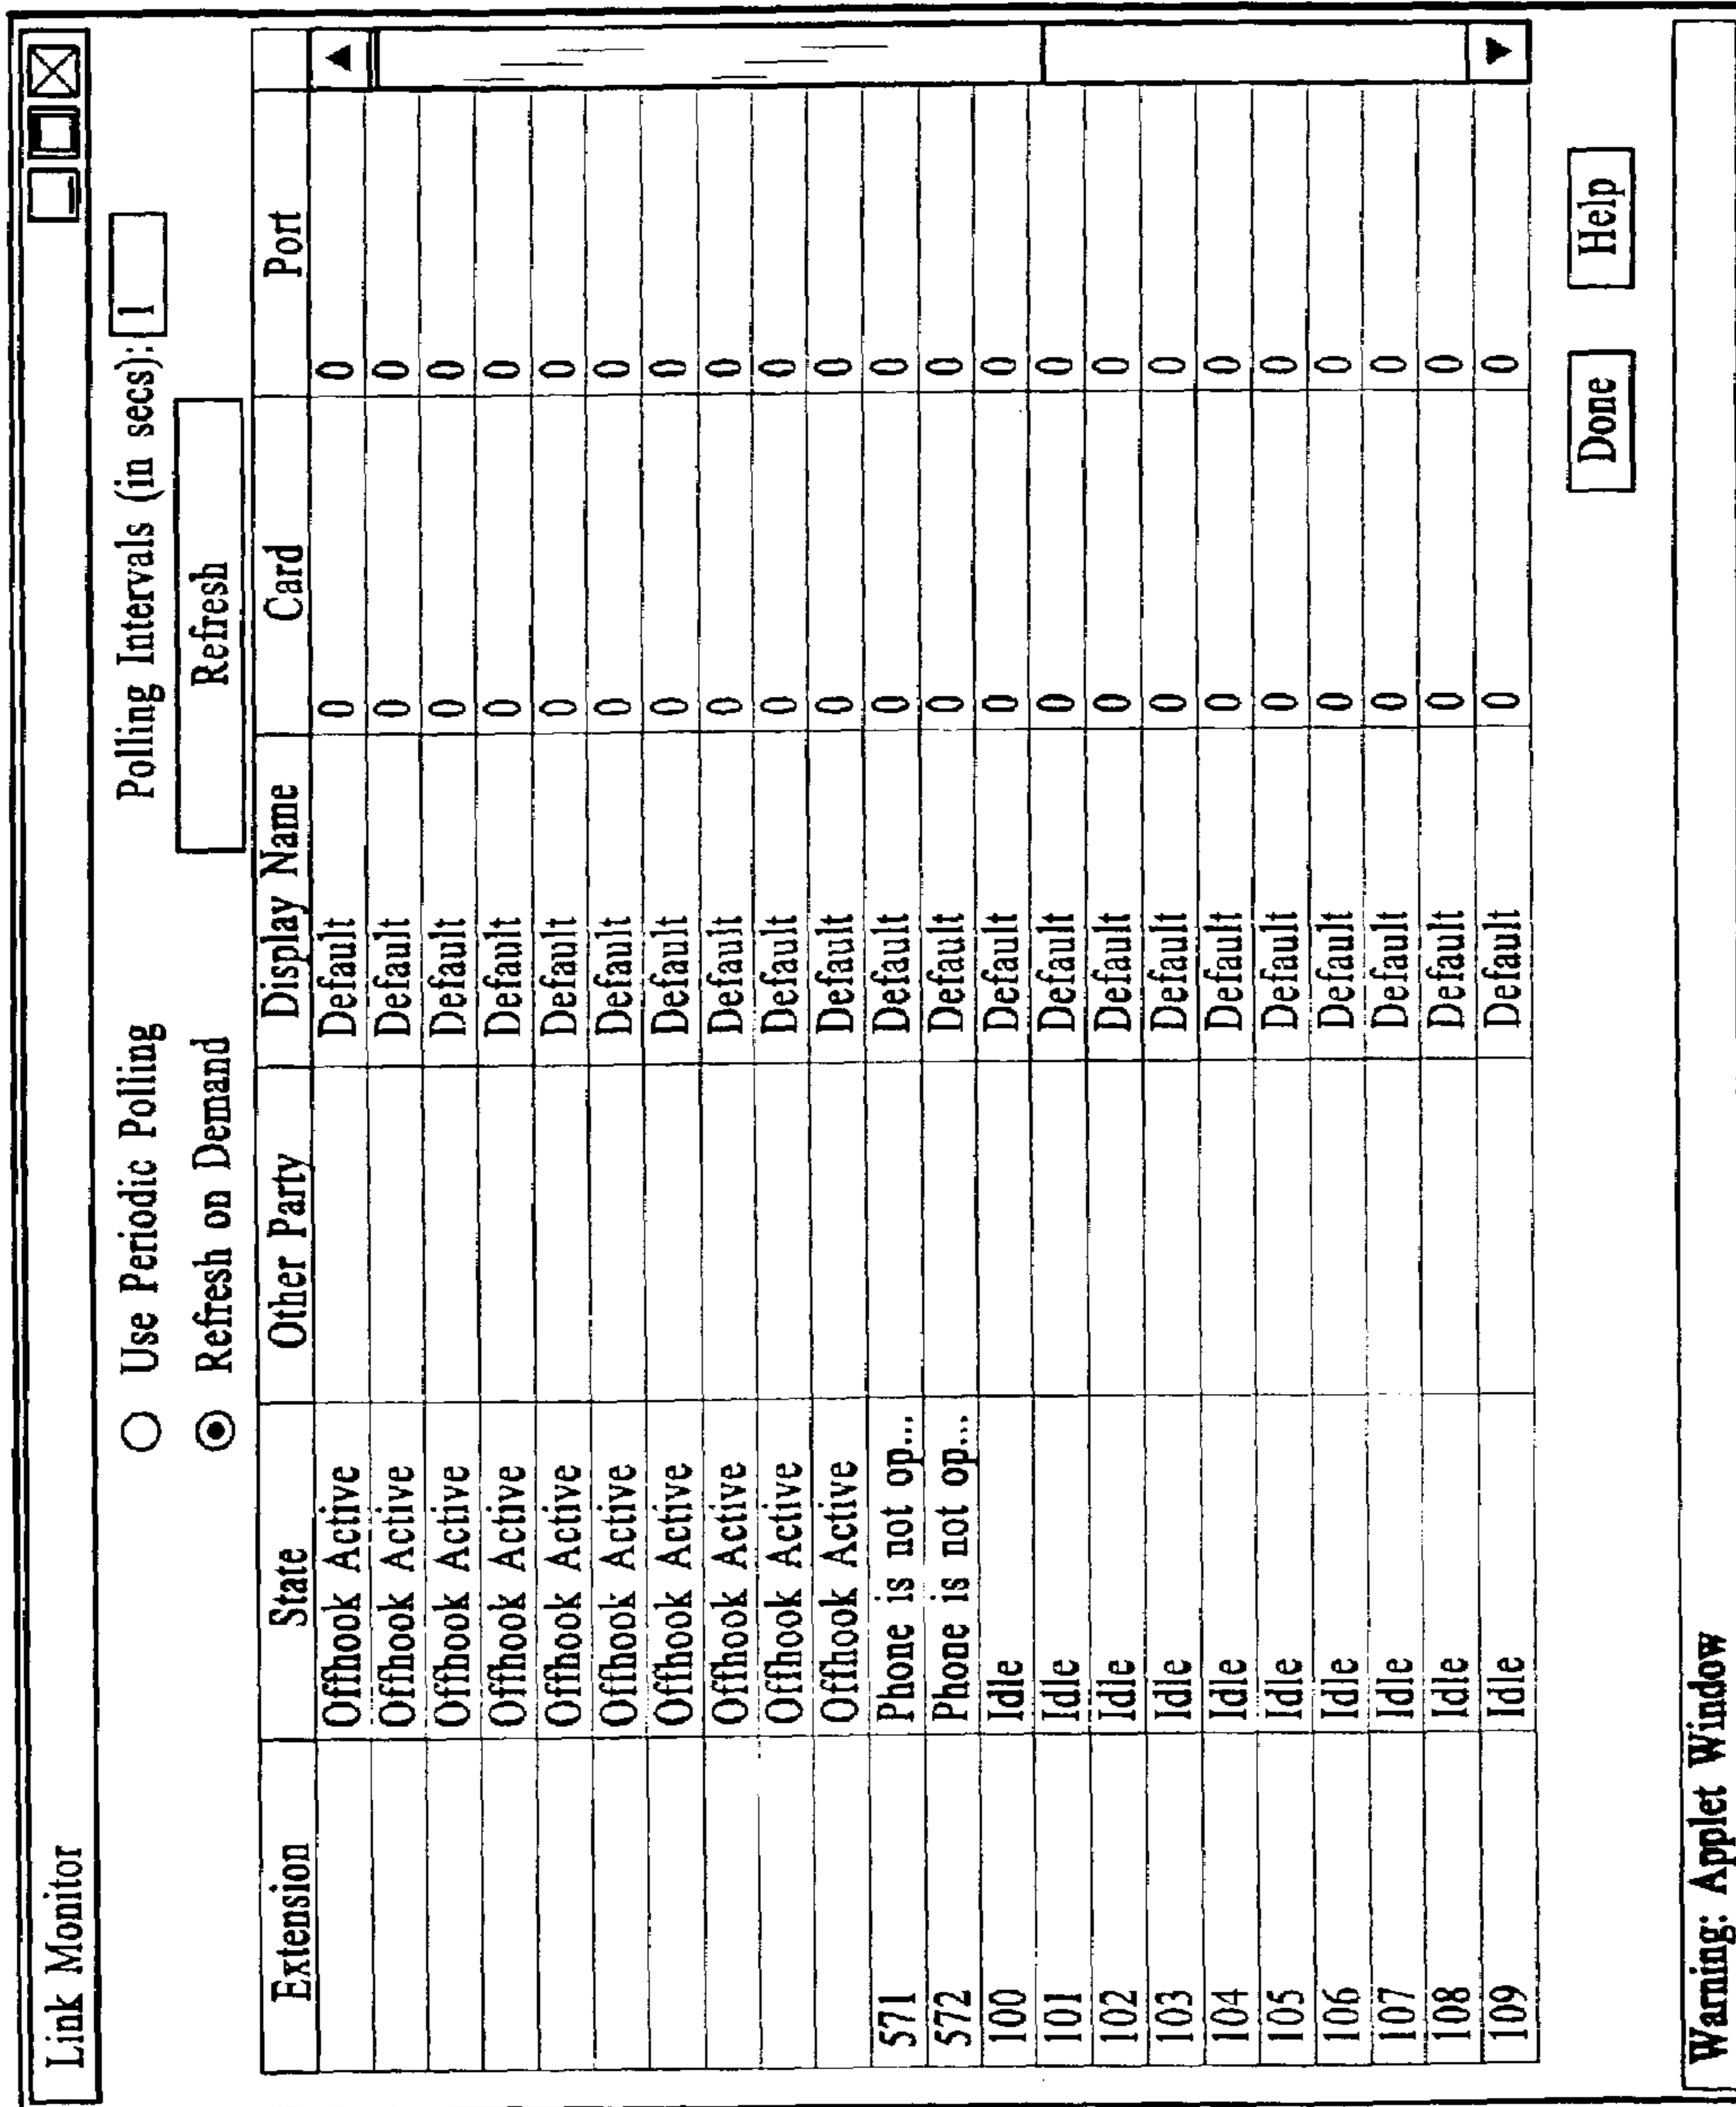 Link Monitor
Use Periodic Polling Polling Intervals (in secs): 1
Refresh on Demand Refresh
Extension State Other Party Display Name Card Port
Offhook Active Default 0 0
Offhook Active Default 0 0
Offhook Active Default 0 0
Offhook Active Default 0 0
Offhook Active Default 0 0
Offhook Active Default 0 0
Offhook Active Default 0 0
Offhook Active Default 0 0
Offhook Active Default 0 0
Offhook Active Default 0 0
571 Phone is not op... Default 0 0
572 Phone is not op... Default 0 0
100 Idle Default 0 0
101 Idle Default 0 0
102 Idle Default 0 0
103 Idle Default 0 0
104 Idle Default 0 0
105 Idle Default 0 0
106 Idle Default 0 0
107 Idle Default 0 0
108 Idle Default 0 0
109 Idle Default 0 0
Done Help
Warning: Applet Window